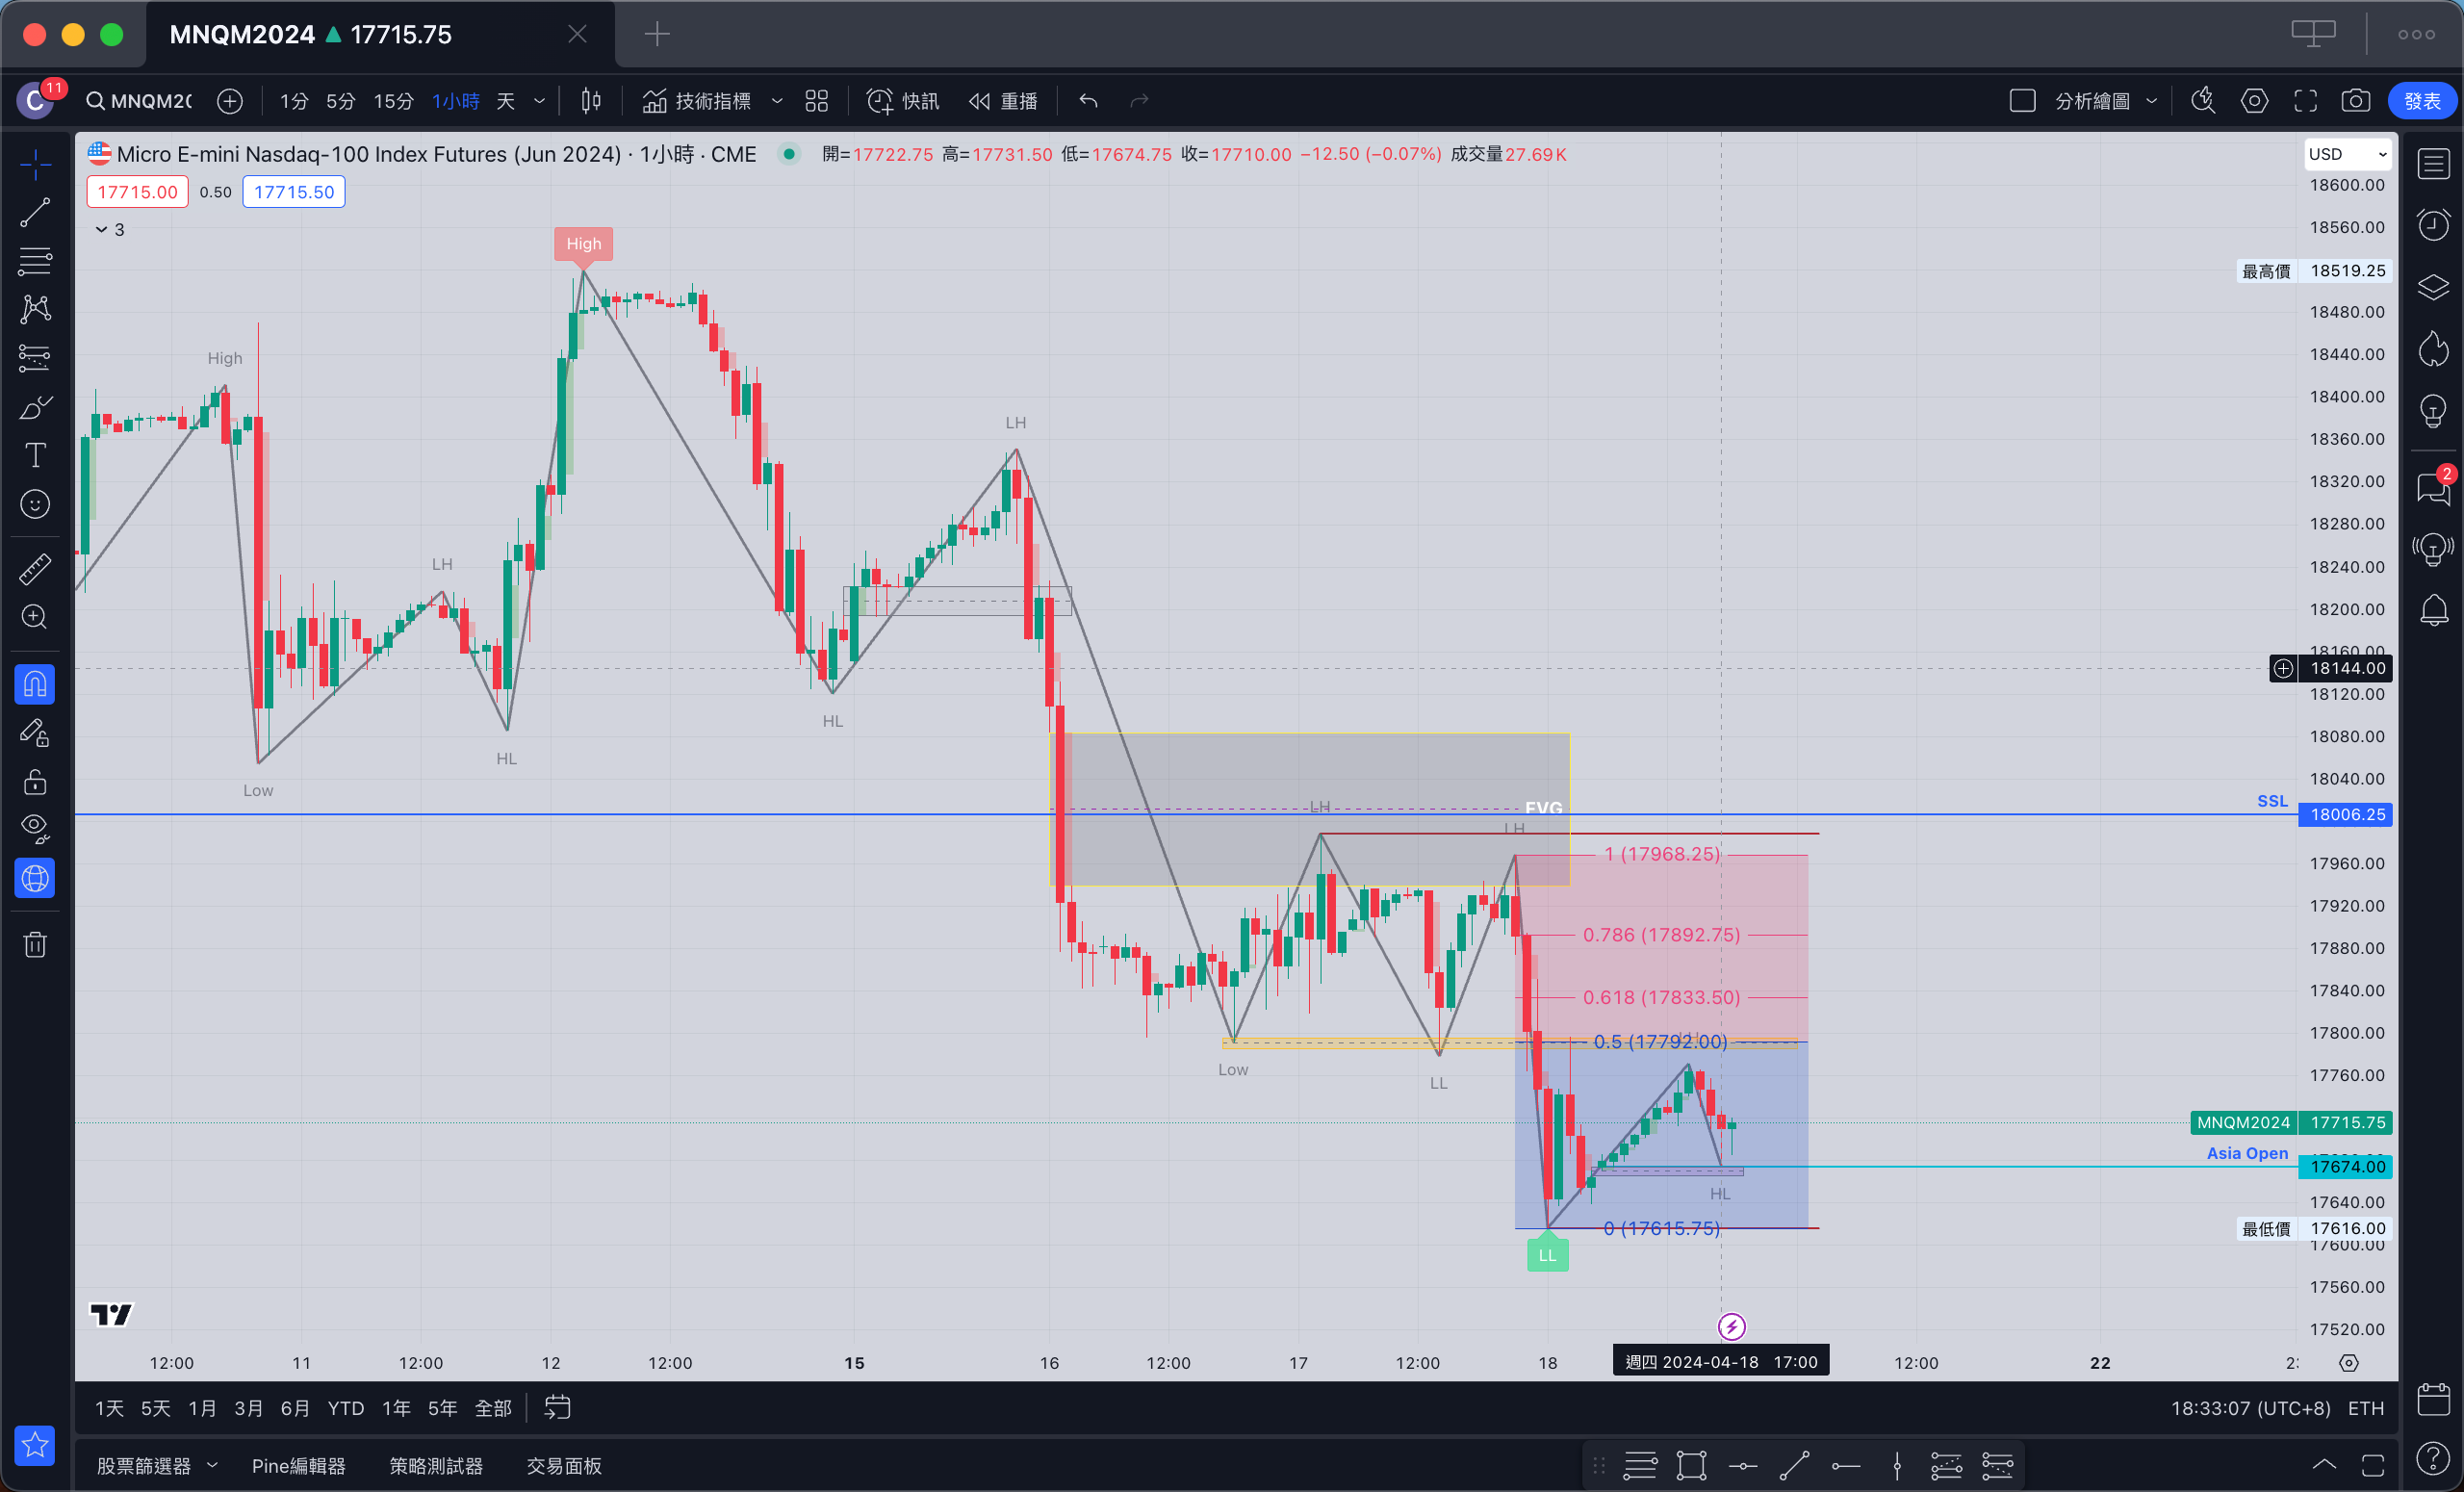 MNQM2024 ▲ 17715.75
C 11 MNQM20 1分 5分 15分 1小時 天 技術指標 快訊 重播 分析繪圖 發表
Micro E-mini Nasdaq-100 Index Futures (Jun 2024) · 1小時 · CME 開=17722.75 高=17731.50 低=17674.75 收=17710.00 −12.50 (−0.07%) 成交量27.69K
USD
17715.00 0.50 17715.50
3
18600.00
18560.00
High
最高價 18519.25
18480.00
High
18440.00
18400.00
LH
18360.00
18320.00
2
18280.00
LH
18240.00
18200.00
18160.00
18144.00
18120.00
HL
18080.00
HL
18040.00
Low
SSL
LH
FVG
18006.25
LH
1 (17968.25)
17960.00
17920.00
0.786 (17892.75)
17880.00
17840.00
0.618 (17833.50)
17800.00
LH
0.5 (17792.00)
Low
17760.00
LL
MNQM2024 17715.75
Asia Open
17674.00
HL
17640.00
0 (17615.75)
最低價 17616.00
17600.00
LL
17560.00
17520.00
12:00 11 12:00 12 12:00 15 16 12:00 17 12:00 18 週四 2024-04-18 17:00 12:00 22
1天 5天 1月 3月 6月 YTD 1年 5年 全部 18:33:07 (UTC+8) ETH
股票篩選器 Pine編輯器 策略測試器 交易面板